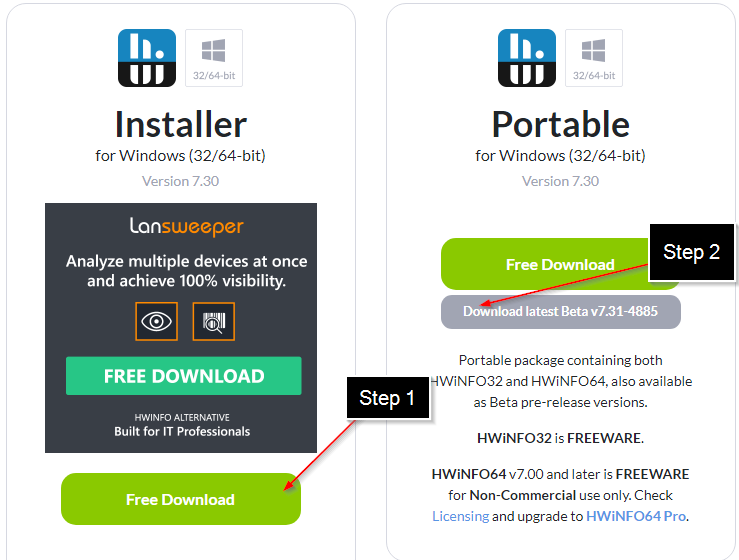 32/64-bit
Installer
for Windows (32/64-bit)
Version 7.30
Lansweeper
Analyze multiple devices at once
and achieve 100% visibility.
FREE DOWNLOAD
HWINFO ALTERNATIVE
Built for IT Professionals
Free Download
Step 1
32/64-bit
Portable
for Windows (32/64-bit)
Version 7.30
Free Download
Step 2
Download latest Beta v7.31-4885
Portable package containing both
HWiNFO32 and HWiNFO64, also available
as Beta pre-release versions.
HWiNFO32 is FREEWARE.
HWiNFO64 v7.00 and later is FREEWARE
for Non-Commercial use only. Check
Licensing and upgrade to HWiNFO64 Pro.